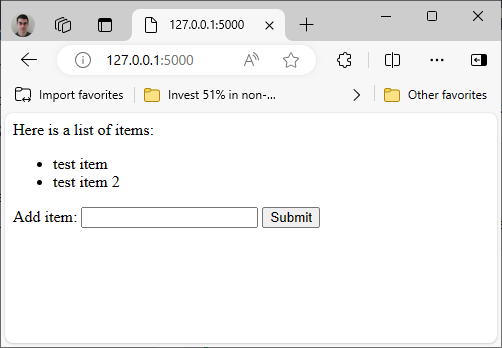 127.0.0.1:5000
127.0.0.1:5000
Import favorites Invest 51% in non-... Other favorites
Here is a list of items:
test item
test item 2
Add item: Submit